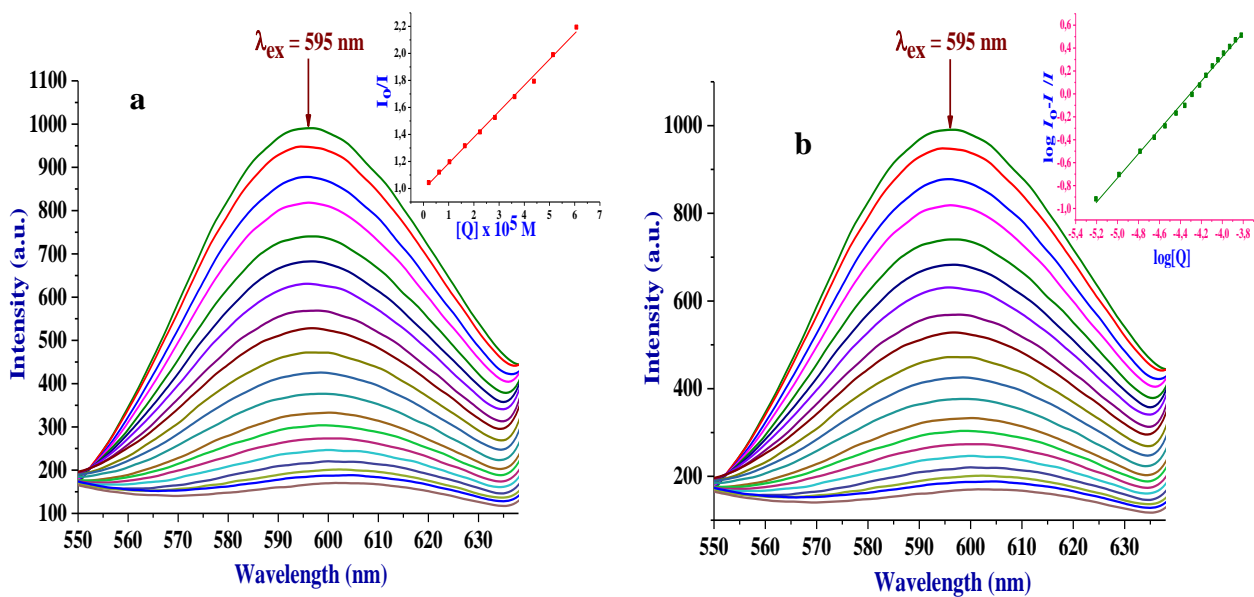 a
λex = 595 nm
Intensity (a.u.)
1100
1000
900
800
700
600
500
400
300
200
100
550 560 570 580 590 600 610 620 630
Wavelength (nm)
I₀/I
2,2
2,0
1,8
1,6
1,4
1,2
1,0
0 1 2 3 4 5 6 7
[Q] x 10⁵ M
b
λex = 595 nm
Intensity (a.u.)
1000
800
600
400
200
550 560 570 580 590 600 610 620 630
Wavelength (nm)
log I₀-I /I
0,6
0,4
0,2
0,0
-0,2
-0,4
-0,6
-0,8
-1,0
-5,4 -5,2 -5,0 -4,8 -4,6 -4,4 -4,2 -4,0 -3,8
log[Q]